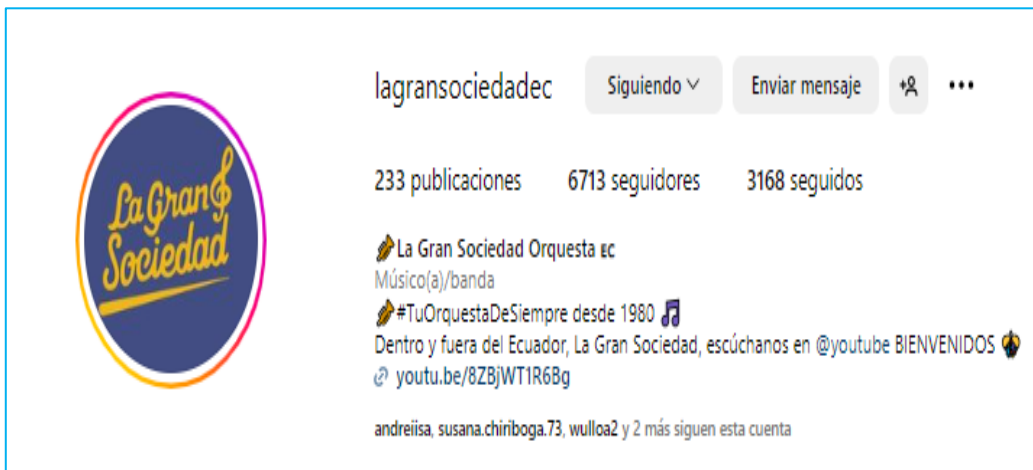 lagransociedadec Siguiendo Enviar mensaje
233 publicaciones 6713 seguidores 3168 seguidos
La Gran
Sociedad
La Gran Sociedad Orquesta EC
Músico(a)/banda
#TuOrquestaDeSiempre desde 1980
Dentro y fuera del Ecuador, La Gran Sociedad, escúchanos en @youtube BIENVENIDOS
youtu.be/8ZBjWT1R6Bg
andreiisa, susana.chiriboga.73, wulloa2 y 2 más siguen esta cuenta